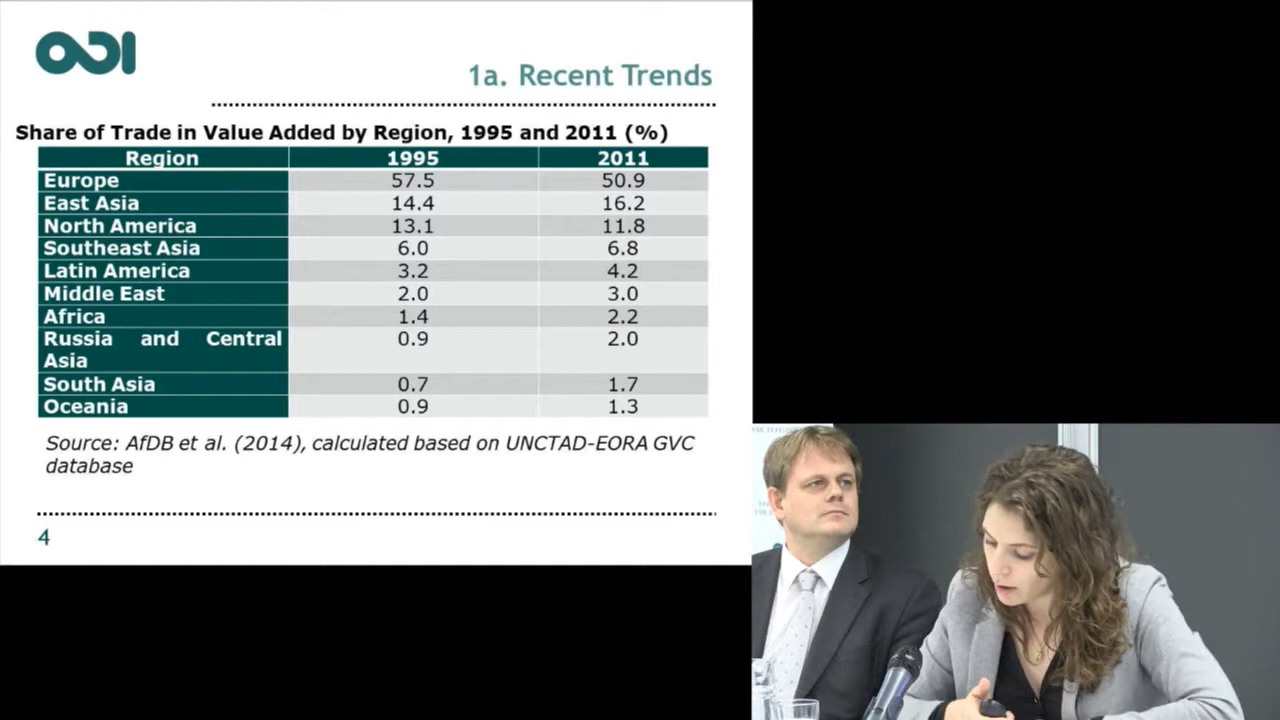 ODI
1a. Recent Trends
Share of Trade in Value Added by Region, 1995 and 2011 (%)
Region 1995 2011
Europe 57.5 50.9
East Asia 14.4 16.2
North America 13.1 11.8
Southeast Asia 6.0 6.8
Latin America 3.2 4.2
Middle East 2.0 3.0
Africa 1.4 2.2
Russia and Central 0.9 2.0
Asia
South Asia 0.7 1.7
Oceania 0.9 1.3
Source: AfDB et al. (2014), calculated based on UNCTAD-EORA GVC
database
4